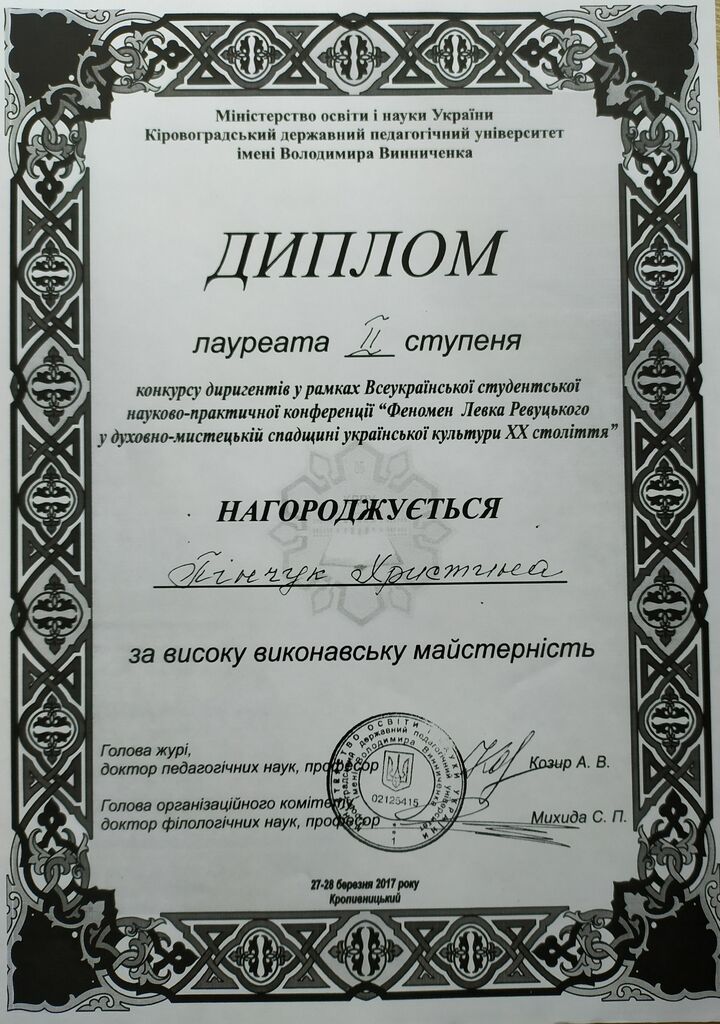 Міністерство освіти і науки України
Кіровоградський державний педагогічний університет
імені Володимира Винниченка
ДИПЛОМ
лауреата II ступеня
конкурсу диригентів у рамках Всеукраїнської студентської
науково-практичної конференції “Феномен Левка Ревуцького
у духовно-мистецькій спадщині української культури ХХ століття”
НАГОРОДЖУЄТЬСЯ
Пінчук Христина
за високу виконавську майстерність
Голова журі,
доктор педагогічних наук, професор Козир А. В.
Голова організаційного комітету,
доктор філологічних наук, професор Михида С. П.
02125415
1
27-28 березня 2017 року
Кропивницький